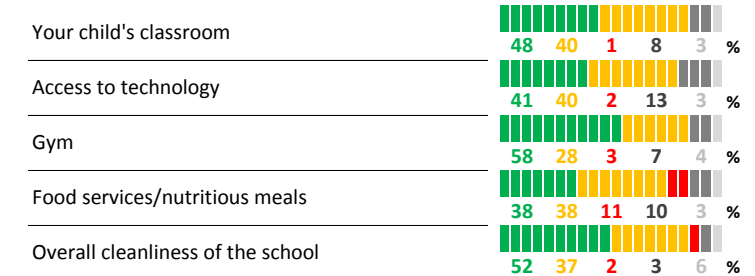 Your child's classroom
48 40 1 8 3 %
Access to technology
41 40 2 13 3 %
Gym
58 28 3 7 4 %
Food services/nutritious meals
38 38 11 10 3 %
Overall cleanliness of the school
52 37 2 3 6 %